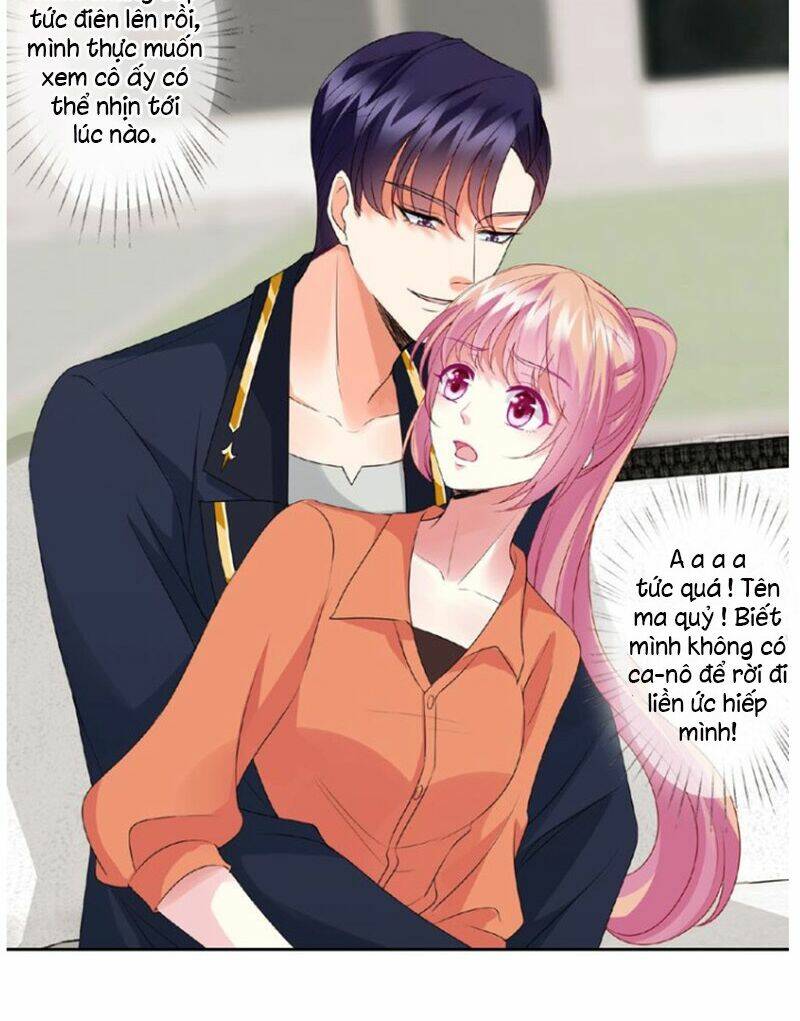 tức điên lên rồi,
mình thực muốn
xem cô ấy có
thể nhịn tới
lúc nào.
A a a a
tức quá! Tên
ma quỷ! Biết
mình không có
ca-nô để rời đi
liền ức hiếp
mình!